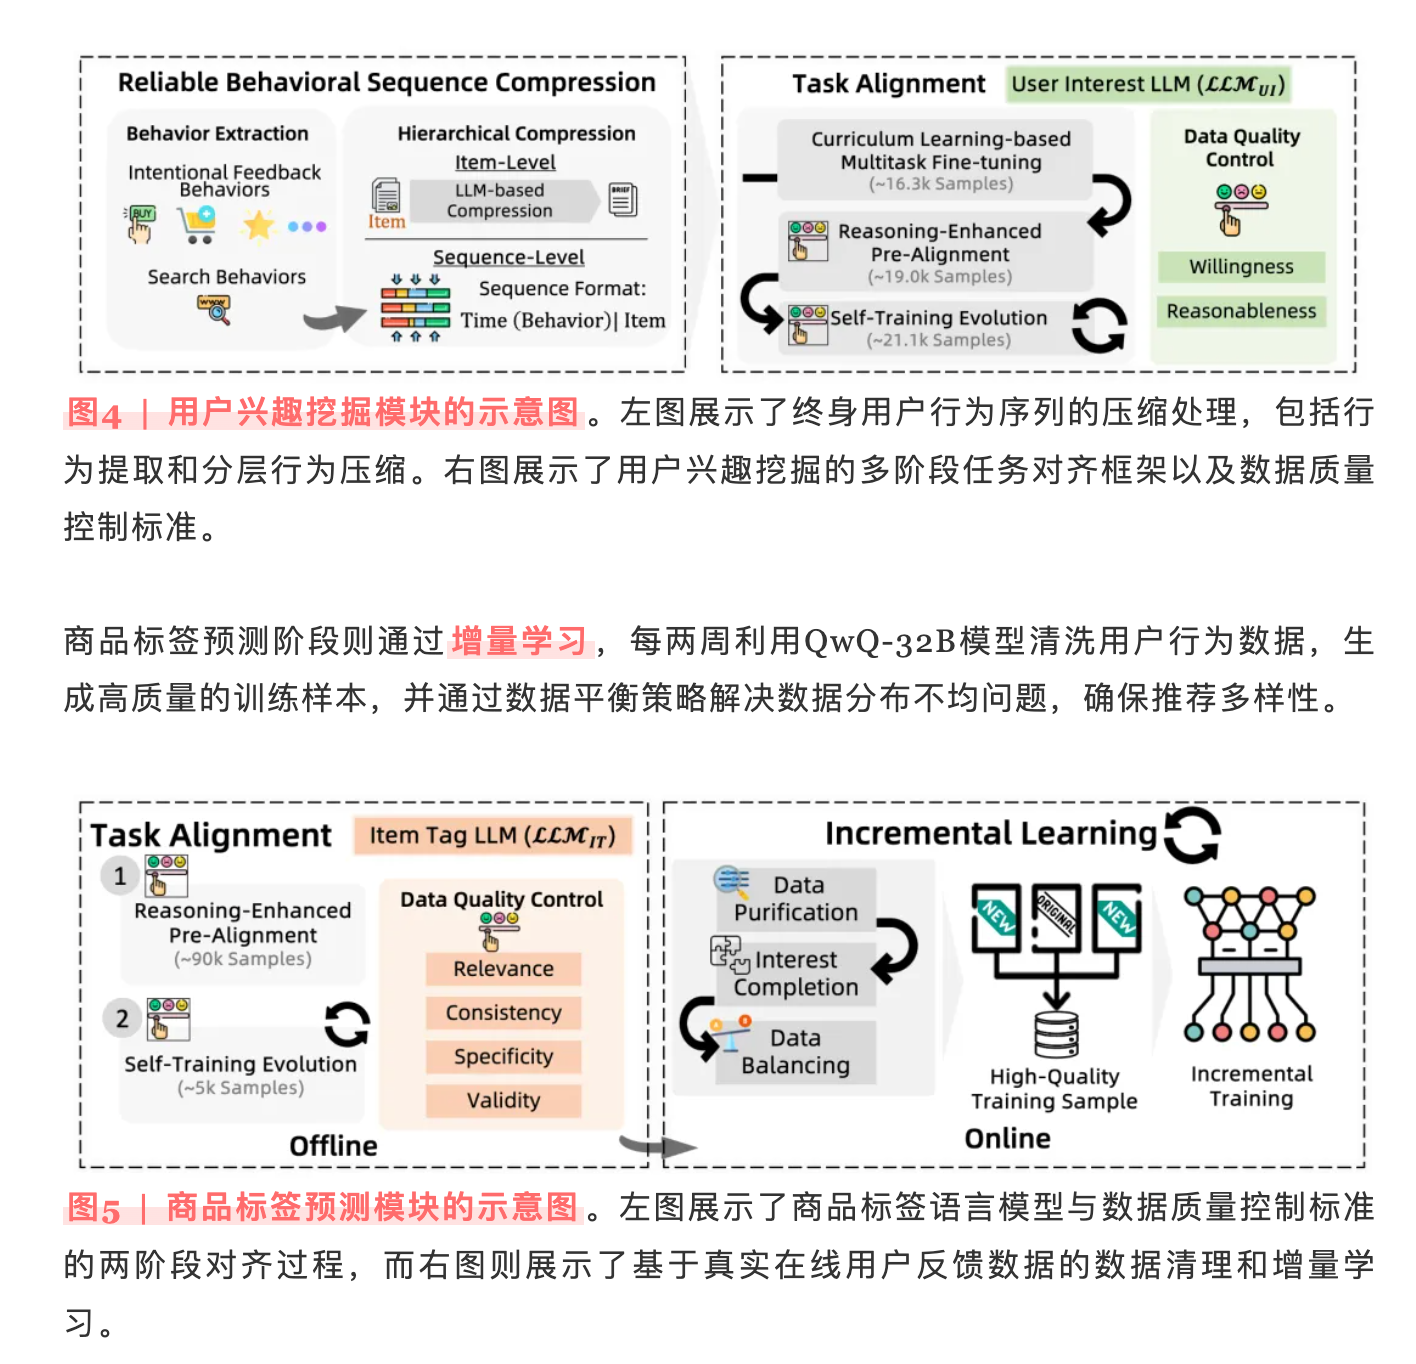 Reliable Behavioral Sequence Compression
Behavior Extraction
Intentional Feedback
Behaviors
BUY
Search Behaviors
www
Hierarchical Compression
Item-Level
Item
LLM-based
Compression
BRIEF
Sequence-Level
Sequence Format:
Time (Behavior)| Item
Task Alignment
User Interest LLM (LLM_UI)
Curriculum Learning-based
Multitask Fine-tuning
(~16.3k Samples)
Reasoning-Enhanced
Pre-Alignment
(~19.0k Samples)
Self-Training Evolution
(~21.1k Samples)
Data Quality
Control
Willingness
Reasonableness
图4 | 用户兴趣挖掘模块的示意图。左图展示了终身用户行为序列的压缩处理，包括行
为提取和分层行为压缩。右图展示了用户兴趣挖掘的多阶段任务对齐框架以及数据质量
控制标准。
商品标签预测阶段则通过增量学习，每两周利用QwQ-32B模型清洗用户行为数据，生
成高质量的训练样本，并通过数据平衡策略解决数据分布不均问题，确保推荐多样性。
Task Alignment
Item Tag LLM (LLM_IT)
1
Reasoning-Enhanced
Pre-Alignment
(~90k Samples)
2
Self-Training Evolution
(~5k Samples)
Data Quality Control
Relevance
Consistency
Specificity
Validity
Offline
Incremental Learning
Data
Purification
Interest
Completion
A B
Data
Balancing
NEW
ORIGINAL
NEW
High-Quality
Training Sample
Incremental
Training
Online
图5 | 商品标签预测模块的示意图。左图展示了商品标签语言模型与数据质量控制标准
的两阶段对齐过程，而右图则展示了基于真实在线用户反馈数据的数据清理和增量学
习。